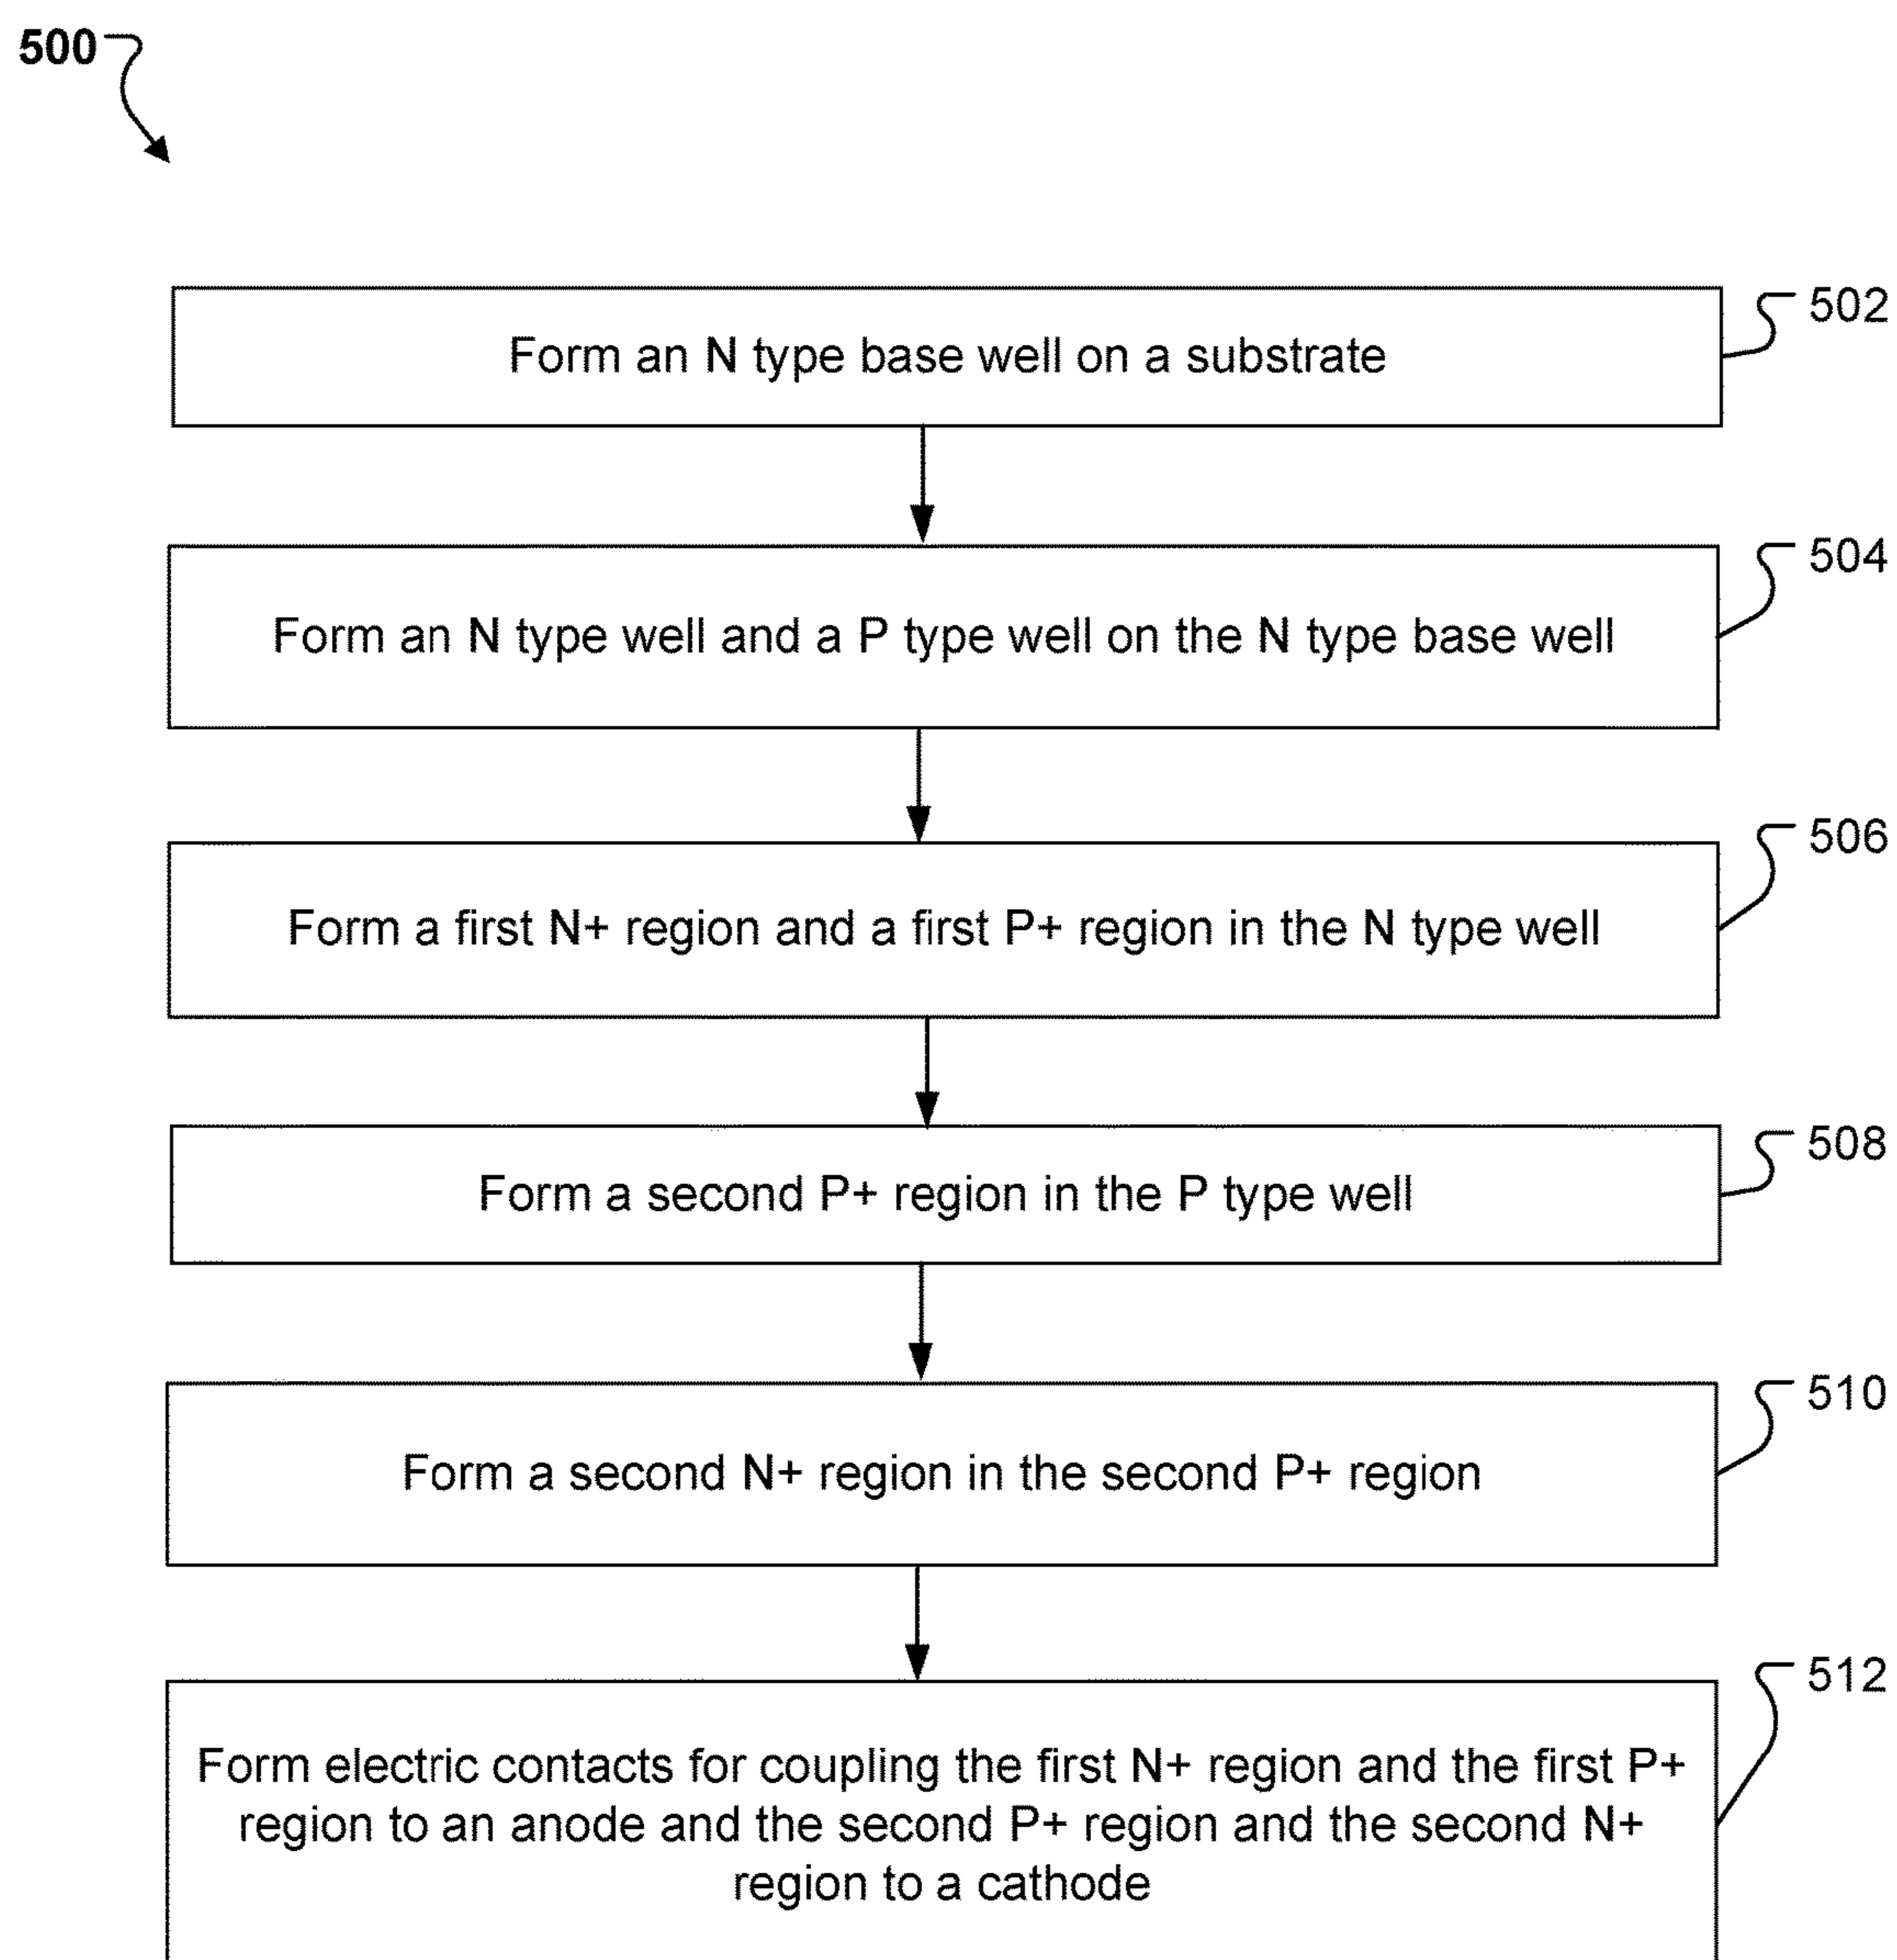 500
502
Form an N type base well on a substrate
504
Form an N type well and a P type well on the N type base well
506
Form a first N+ region and a first P+ region in the N type well
508
Form a second P+ region in the P type well
510
Form a second N+ region in the second P+ region
512
Form electric contacts for coupling the first N+ region and the first P+
region to an anode and the second P+ region and the second N+
region to a cathode